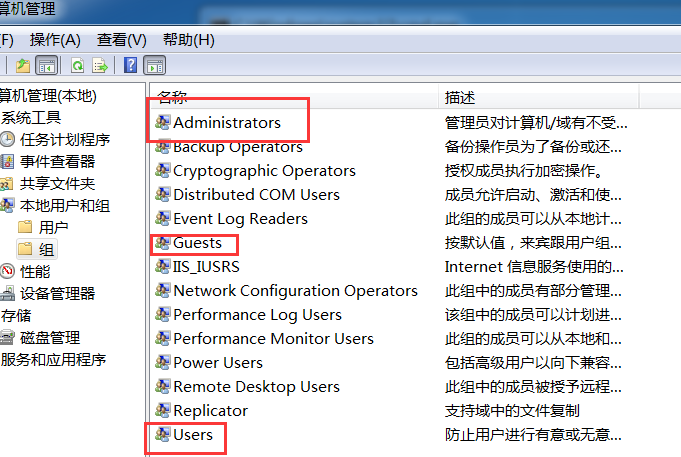 算机管理
(F) 操作(A) 查看(V) 帮助(H)
算机管理(本地)
系统工具
任务计划程序
事件查看器
共享文件夹
本地用户和组
用户
组
性能
设备管理器
存储
磁盘管理
服务和应用程序
名称 描述
Administrators 管理员对计算机/域有不受...
Backup Operators 备份操作员为了备份或还...
Cryptographic Operators 授权成员执行加密操作。
Distributed COM Users 成员允许启动、激活和使...
Event Log Readers 此组的成员可以从本地计...
Guests 按默认值，来宾跟用户组...
IIS_IUSRS Internet 信息服务使用的...
Network Configuration Operators 此组中的成员有部分管理...
Performance Log Users 该组中的成员可以计划进...
Performance Monitor Users 此组的成员可以从本地和...
Power Users 包括高级用户以向下兼容...
Remote Desktop Users 此组中的成员被授予远程...
Replicator 支持域中的文件复制
Users 防止用户进行有意或无意...